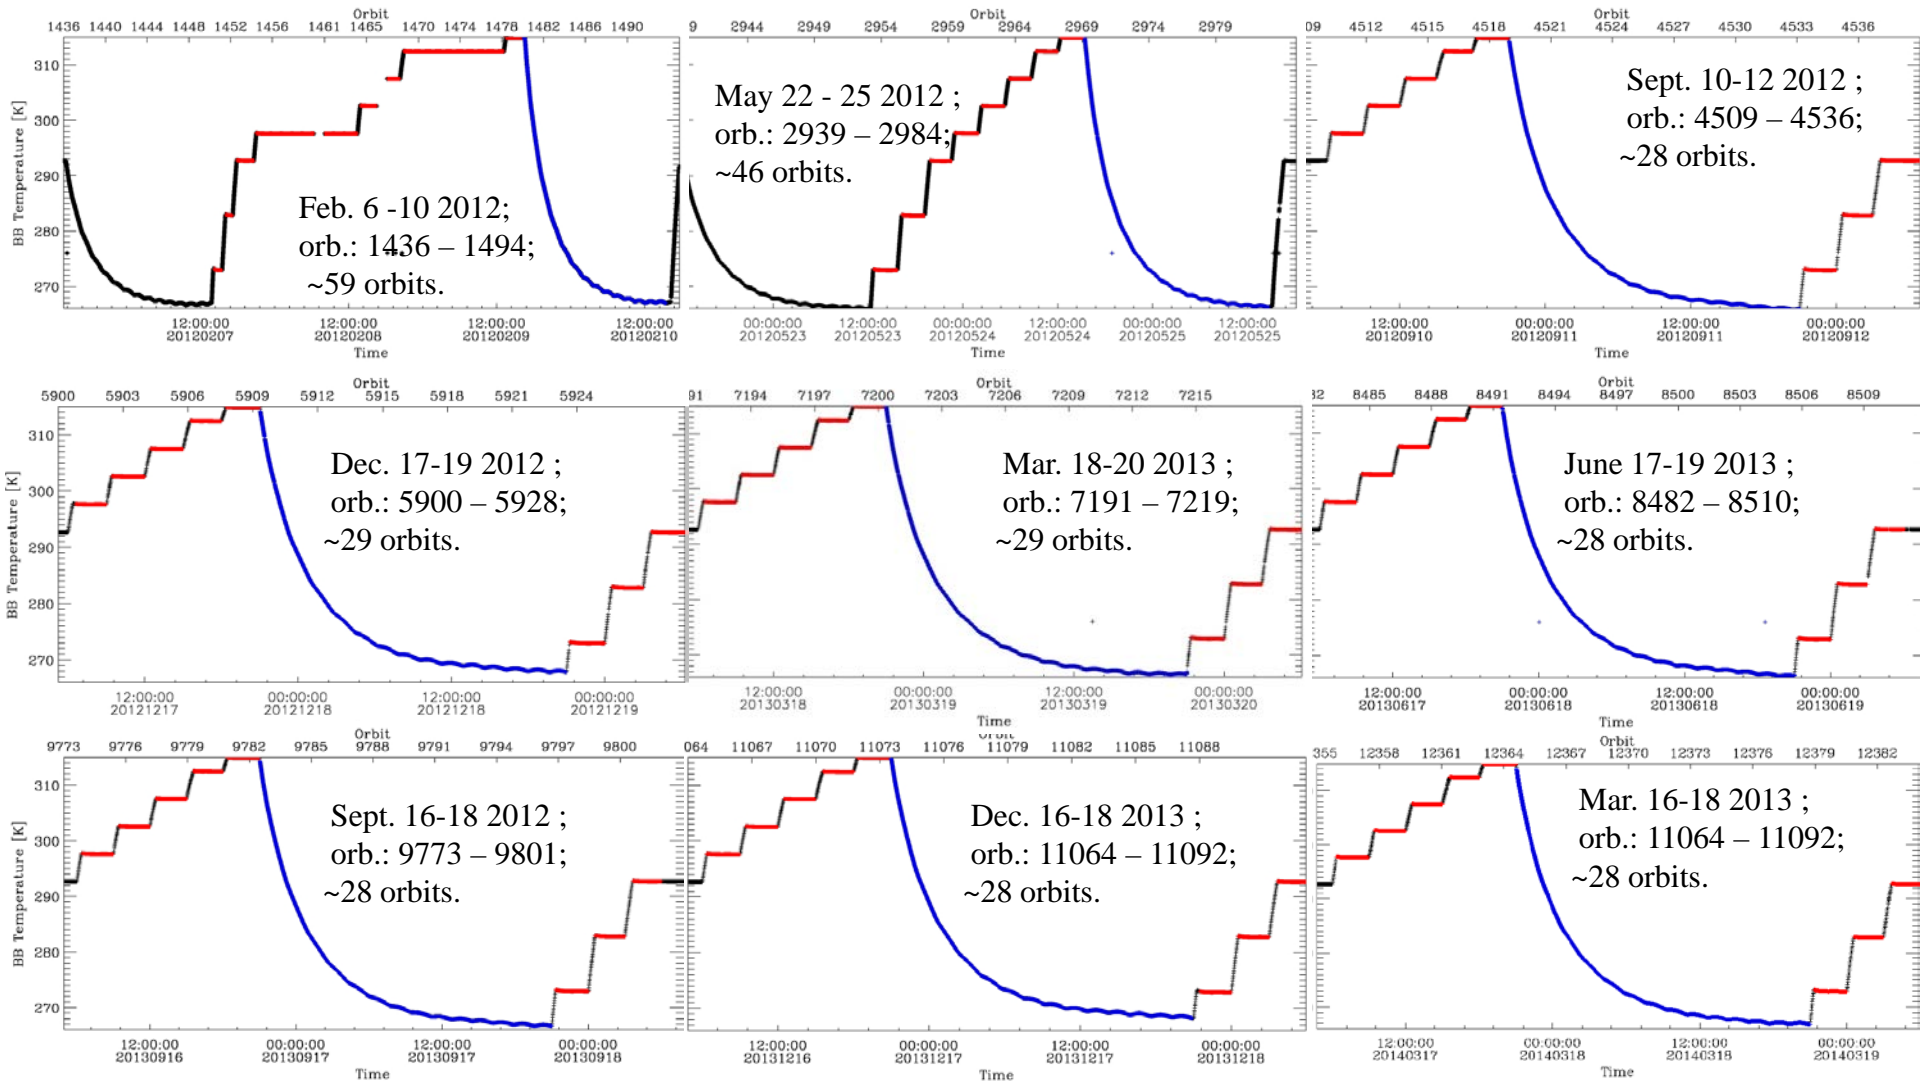 Orbit
1436 1440 1444 1448 1452 1456 1461 1465 1470 1474 1478 1482 1486 1490
BB Temperature [K]
310
300
290
280
270
Feb. 6 -10 2012;
orb.: 1436 – 1494;
~59 orbits.
12:00:00 12:00:00 12:00:00 12:00:00
20120207 20120208 20120209 20120210
Time
Orbit
9 2944 2949 2954 2959 2964 2969 2974 2979
May 22 - 25 2012 ;
orb.: 2939 – 2984;
~46 orbits.
00:00:00 12:00:00 00:00:00 12:00:00 00:00:00 12:00:00
20120523 20120523 20120524 20120524 20120525 20120525
Time
Orbit
09 4512 4515 4518 4521 4524 4527 4530 4533 4536
Sept. 10-12 2012 ;
orb.: 4509 – 4536;
~28 orbits.
12:00:00 00:00:00 12:00:00 00:00:00
20120910 20120911 20120911 20120912
Time
Orbit
5900 5903 5906 5909 5912 5915 5918 5921 5924
BB Temperature [K]
310
300
290
280
270
Dec. 17-19 2012 ;
orb.: 5900 – 5928;
~29 orbits.
12:00:00 00:00:00 12:00:00 00:00:00
20121217 20121218 20121218 20121219
Orbit
91 7194 7197 7200 7203 7206 7209 7212 7215
Mar. 18-20 2013 ;
orb.: 7191 – 7219;
~29 orbits.
12:00:00 00:00:00 12:00:00 00:00:00
20130318 20130319 20130319 20130320
Time
Orbit
82 8485 8488 8491 8494 8497 8500 8503 8506 8509
June 17-19 2013 ;
orb.: 8482 – 8510;
~28 orbits.
12:00:00 00:00:00 12:00:00 00:00:00
20130617 20130618 20130618 20130619
Time
Orbit
9773 9776 9779 9782 9785 9788 9791 9794 9797 9800
BB Temperature [K]
310
300
290
280
270
Sept. 16-18 2012 ;
orb.: 9773 – 9801;
~28 orbits.
12:00:00 00:00:00 12:00:00 00:00:00
20130916 20130917 20130917 20130918
Time
Orbit
064 11067 11070 11073 11076 11079 11082 11085 11088
Dec. 16-18 2013 ;
orb.: 11064 – 11092;
~28 orbits.
12:00:00 00:00:00 12:00:00 00:00:00
20131216 20131217 20131217 20131218
Time
Orbit
355 12358 12361 12364 12367 12370 12373 12376 12379 12382
Mar. 16-18 2013 ;
orb.: 11064 – 11092;
~28 orbits.
12:00:00 00:00:00 12:00:00 00:00:00
20140317 20140318 20140318 20140319
Time